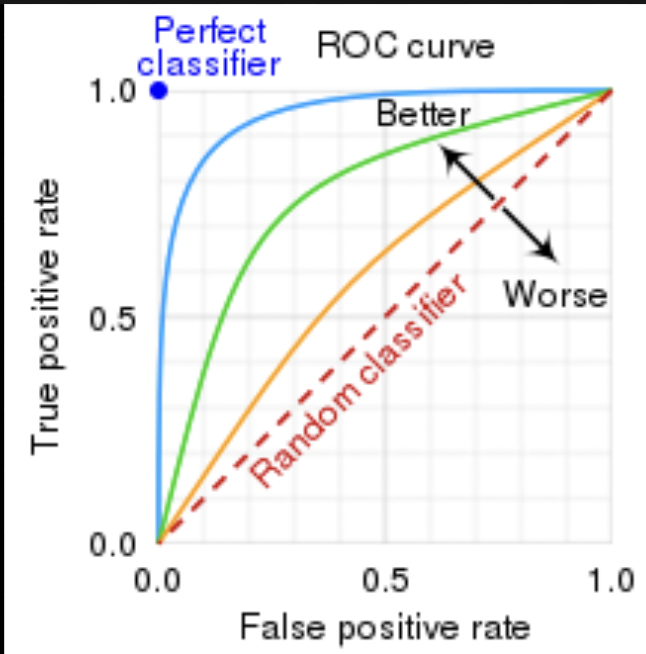 Perfect
classifier
ROC curve
1.0
Better
True positive rate
Worse
0.5
Random classifier
0.0
0.0
0.5
1.0
False positive rate